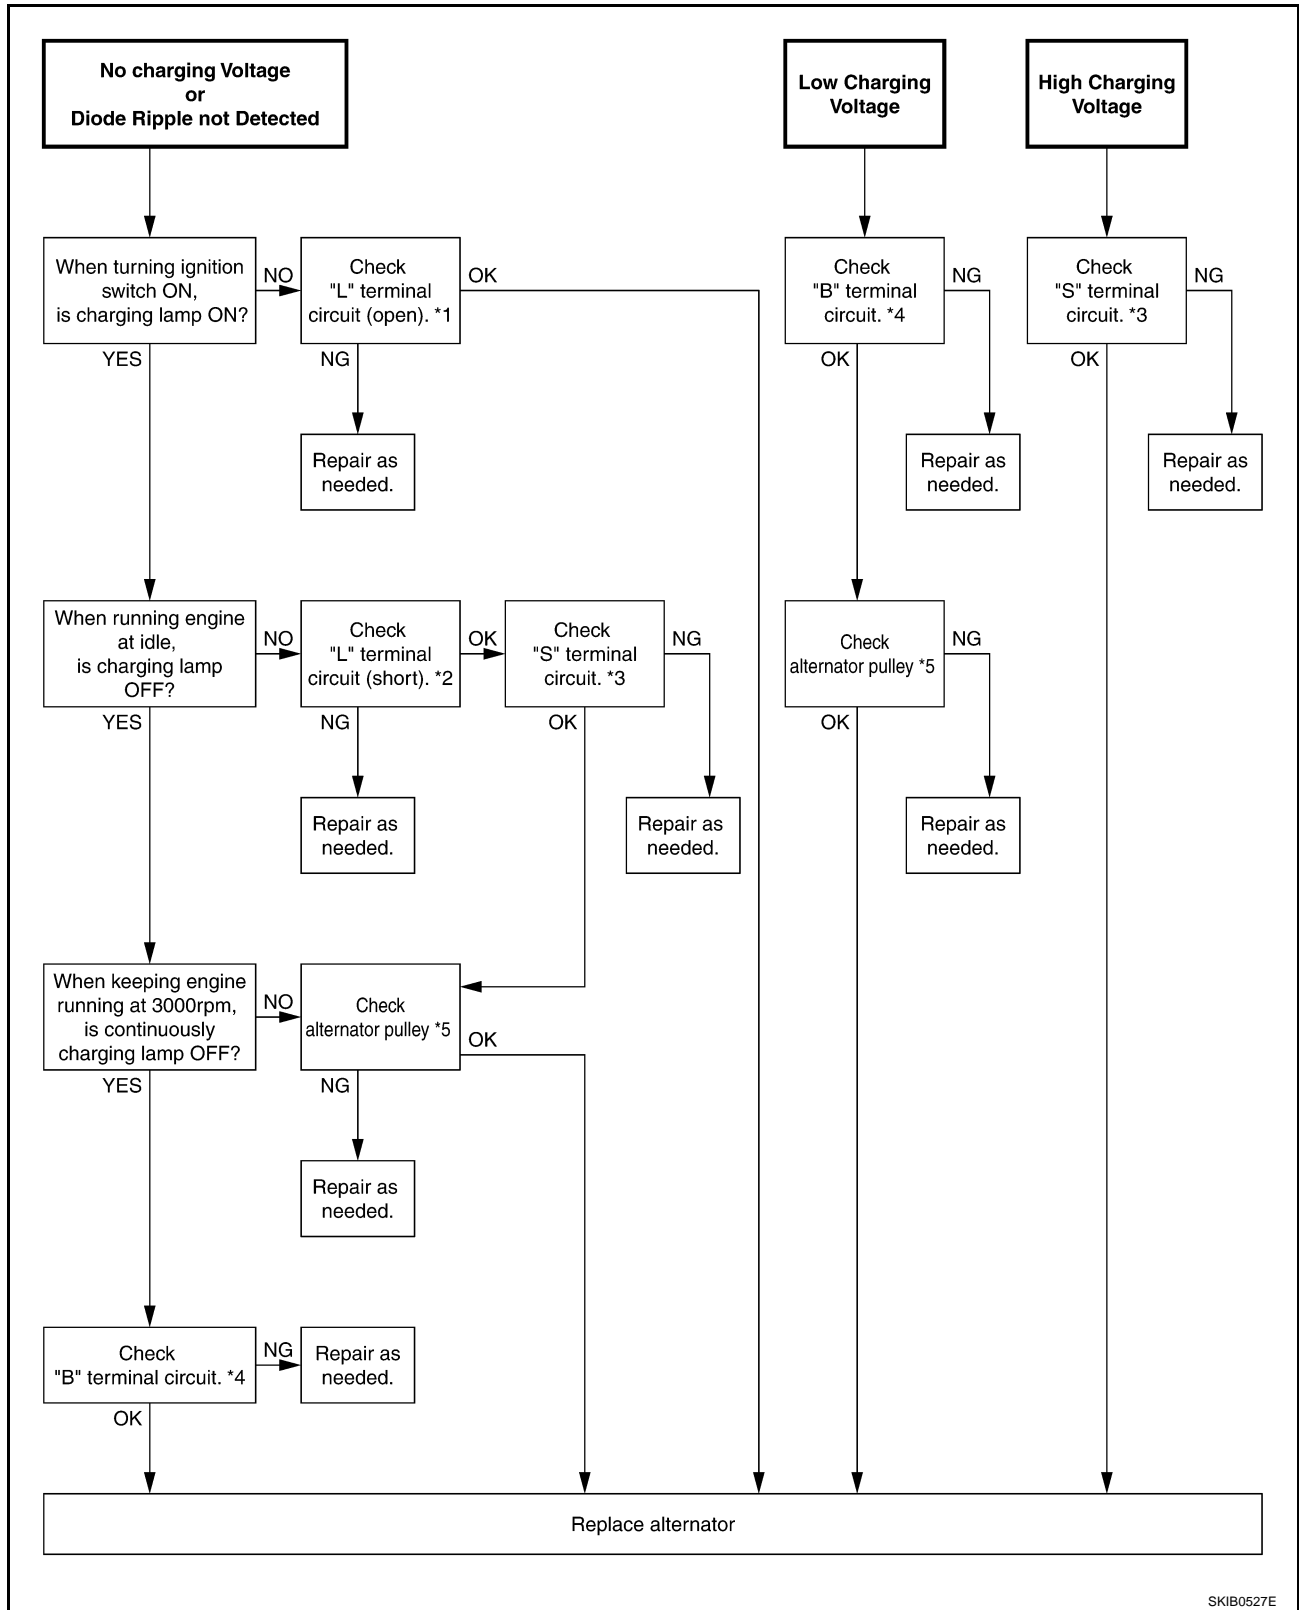 No charging Voltage
or
Diode Ripple not Detected
Low Charging
Voltage
High Charging
Voltage
When turning ignition
switch ON,
is charging lamp ON?
NO
Check
"L" terminal
circuit (open). *1
OK
Check
"B" terminal
circuit. *4
NG
Check
"S" terminal
circuit. *3
NG
YES
NG
OK
OK
Repair as
needed.
Repair as
needed.
Repair as
needed.
When running engine
at idle,
is charging lamp
OFF?
NO
Check
"L" terminal
circuit (short). *2
OK
Check
"S" terminal
circuit. *3
NG
Check
alternator pulley *5
NG
YES
NG
OK
OK
Repair as
needed.
Repair as
needed.
Repair as
needed.
When keeping engine
running at 3000rpm,
is continuously
charging lamp OFF?
NO
Check
alternator pulley *5
OK
YES
NG
Repair as
needed.
Check
"B" terminal circuit. *4
NG
Repair as
needed.
OK
Replace alternator
SKIB0527E